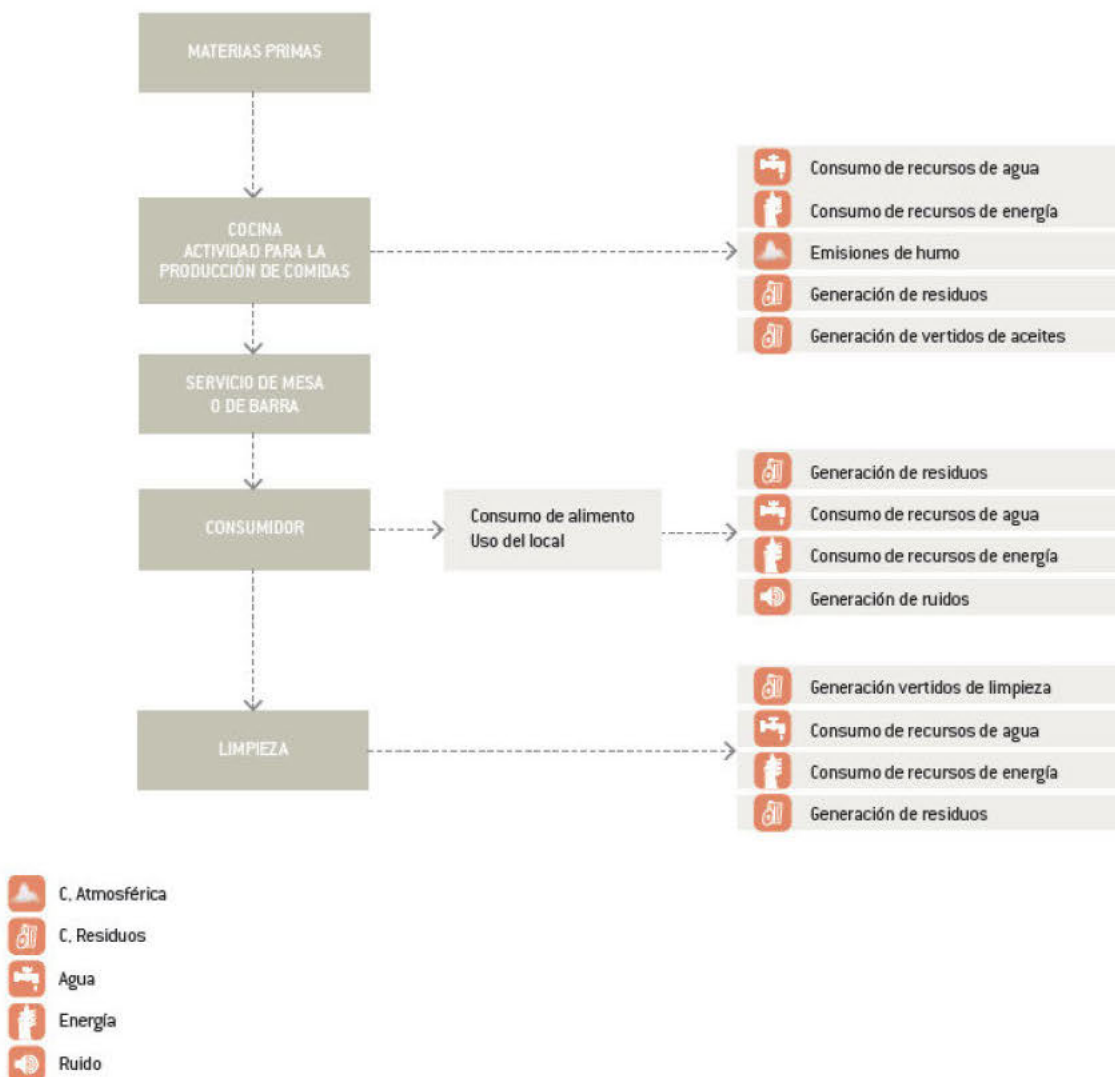 MATERIAS PRIMAS
COCINA
ACTIVIDAD PARA LA
PRODUCCIÓN DE COMIDAS
Consumo de recursos de agua
Consumo de recursos de energía
Emisiones de humo
Generación de residuos
Generación de vertidos de aceites
SERVICIO DE MESA
O DE BARRA
CONSUMIDOR
Consumo de alimento
Uso del local
Generación de residuos
Consumo de recursos de agua
Consumo de recursos de energía
Generación de ruidos
LIMPIEZA
Generación vertidos de limpieza
Consumo de recursos de agua
Consumo de recursos de energía
Generación de residuos
C. Atmosférica
C. Residuos
Agua
Energía
Ruido